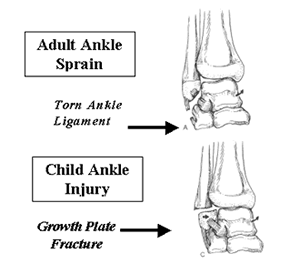 Adult Ankle
Sprain
Torn Ankle
Ligament
A
Child Ankle
Injury
Growth Plate
Fracture
C